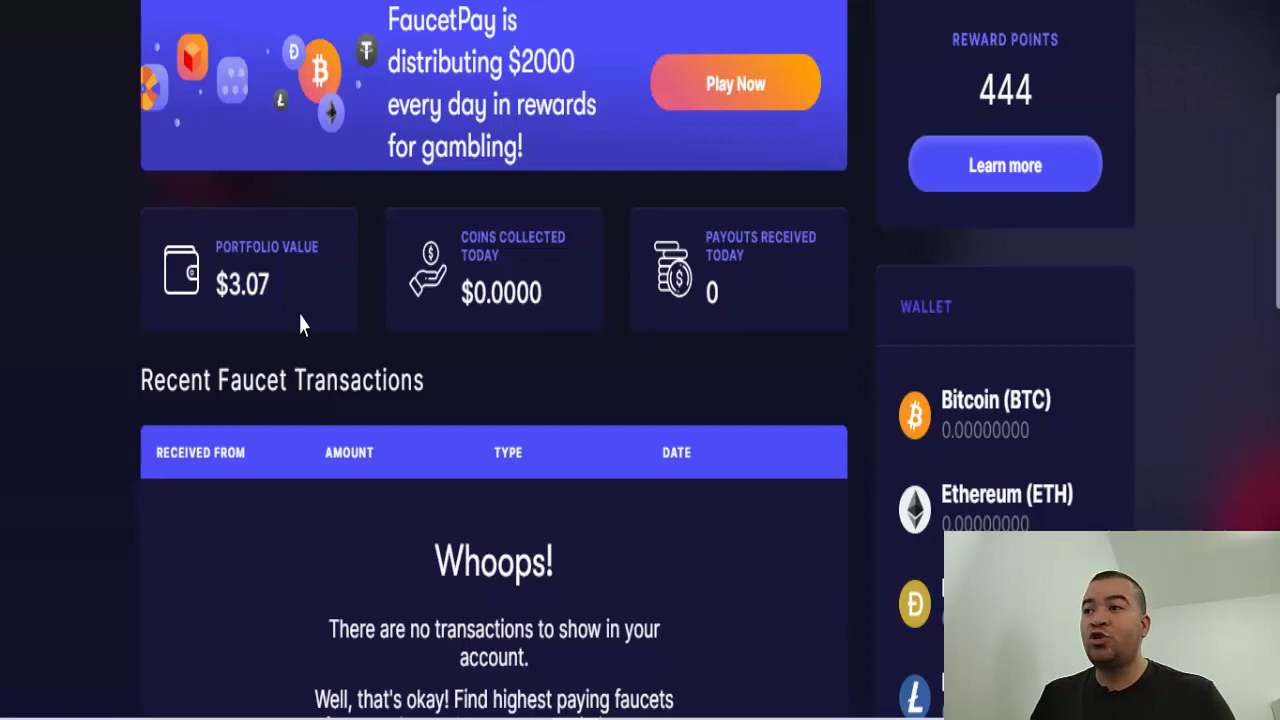 FaucetPay is
distributing $2000
every day in rewards
for gambling!
Play Now
REWARD POINTS
444
Learn more
PORTFOLIO VALUE
$3.07
COINS COLLECTED
TODAY
$0.0000
PAYOUTS RECEIVED
TODAY
0
WALLET
Bitcoin (BTC)
0.00000000
Ethereum (ETH)
0.00000000
Recent Faucet Transactions
RECEIVED FROM AMOUNT TYPE DATE
Whoops!
There are no transactions to show in your
account.
Well, that's okay! Find highest paying faucets